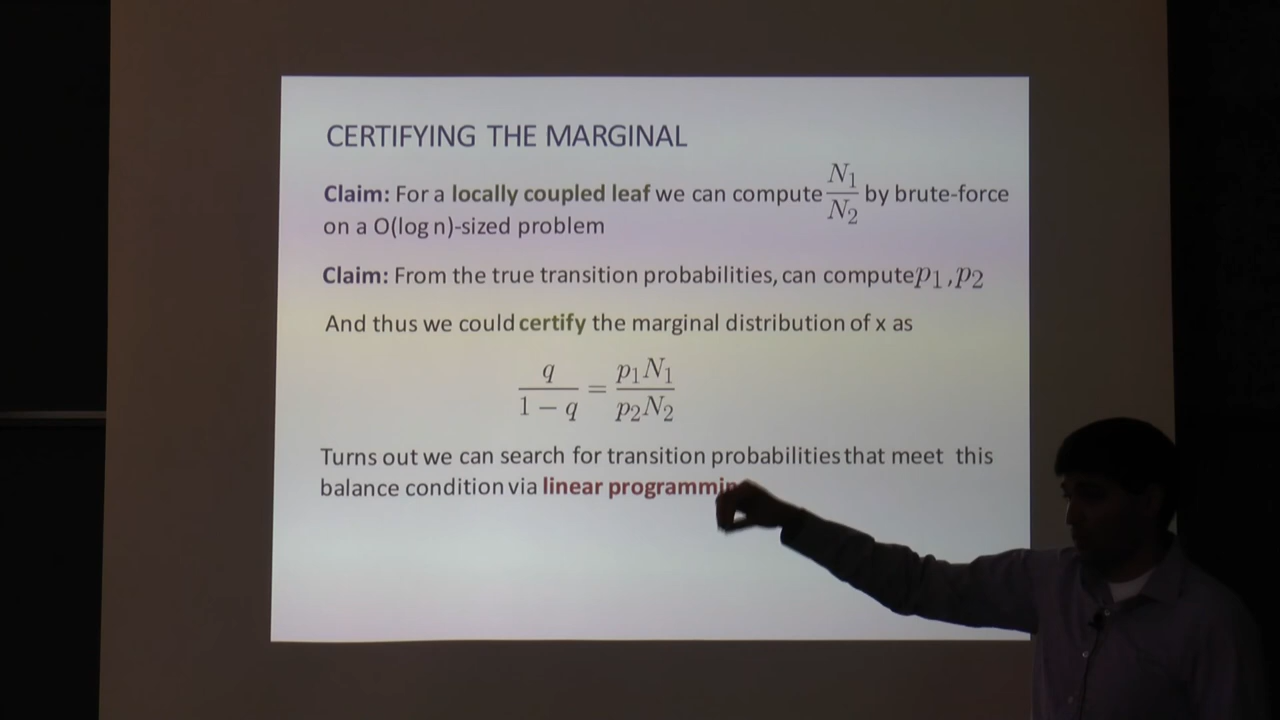 CERTIFYING THE MARGINAL
Claim: For a locally coupled leaf we can compute N₁/N₂ by brute-force
on a O(log n)-sized problem
Claim: From the true transition probabilities, can compute p₁, p₂
And thus we could certify the marginal distribution of x as
q/(1 − q) = p₁N₁/p₂N₂
Turns out we can search for transition probabilities that meet this
balance condition via linear